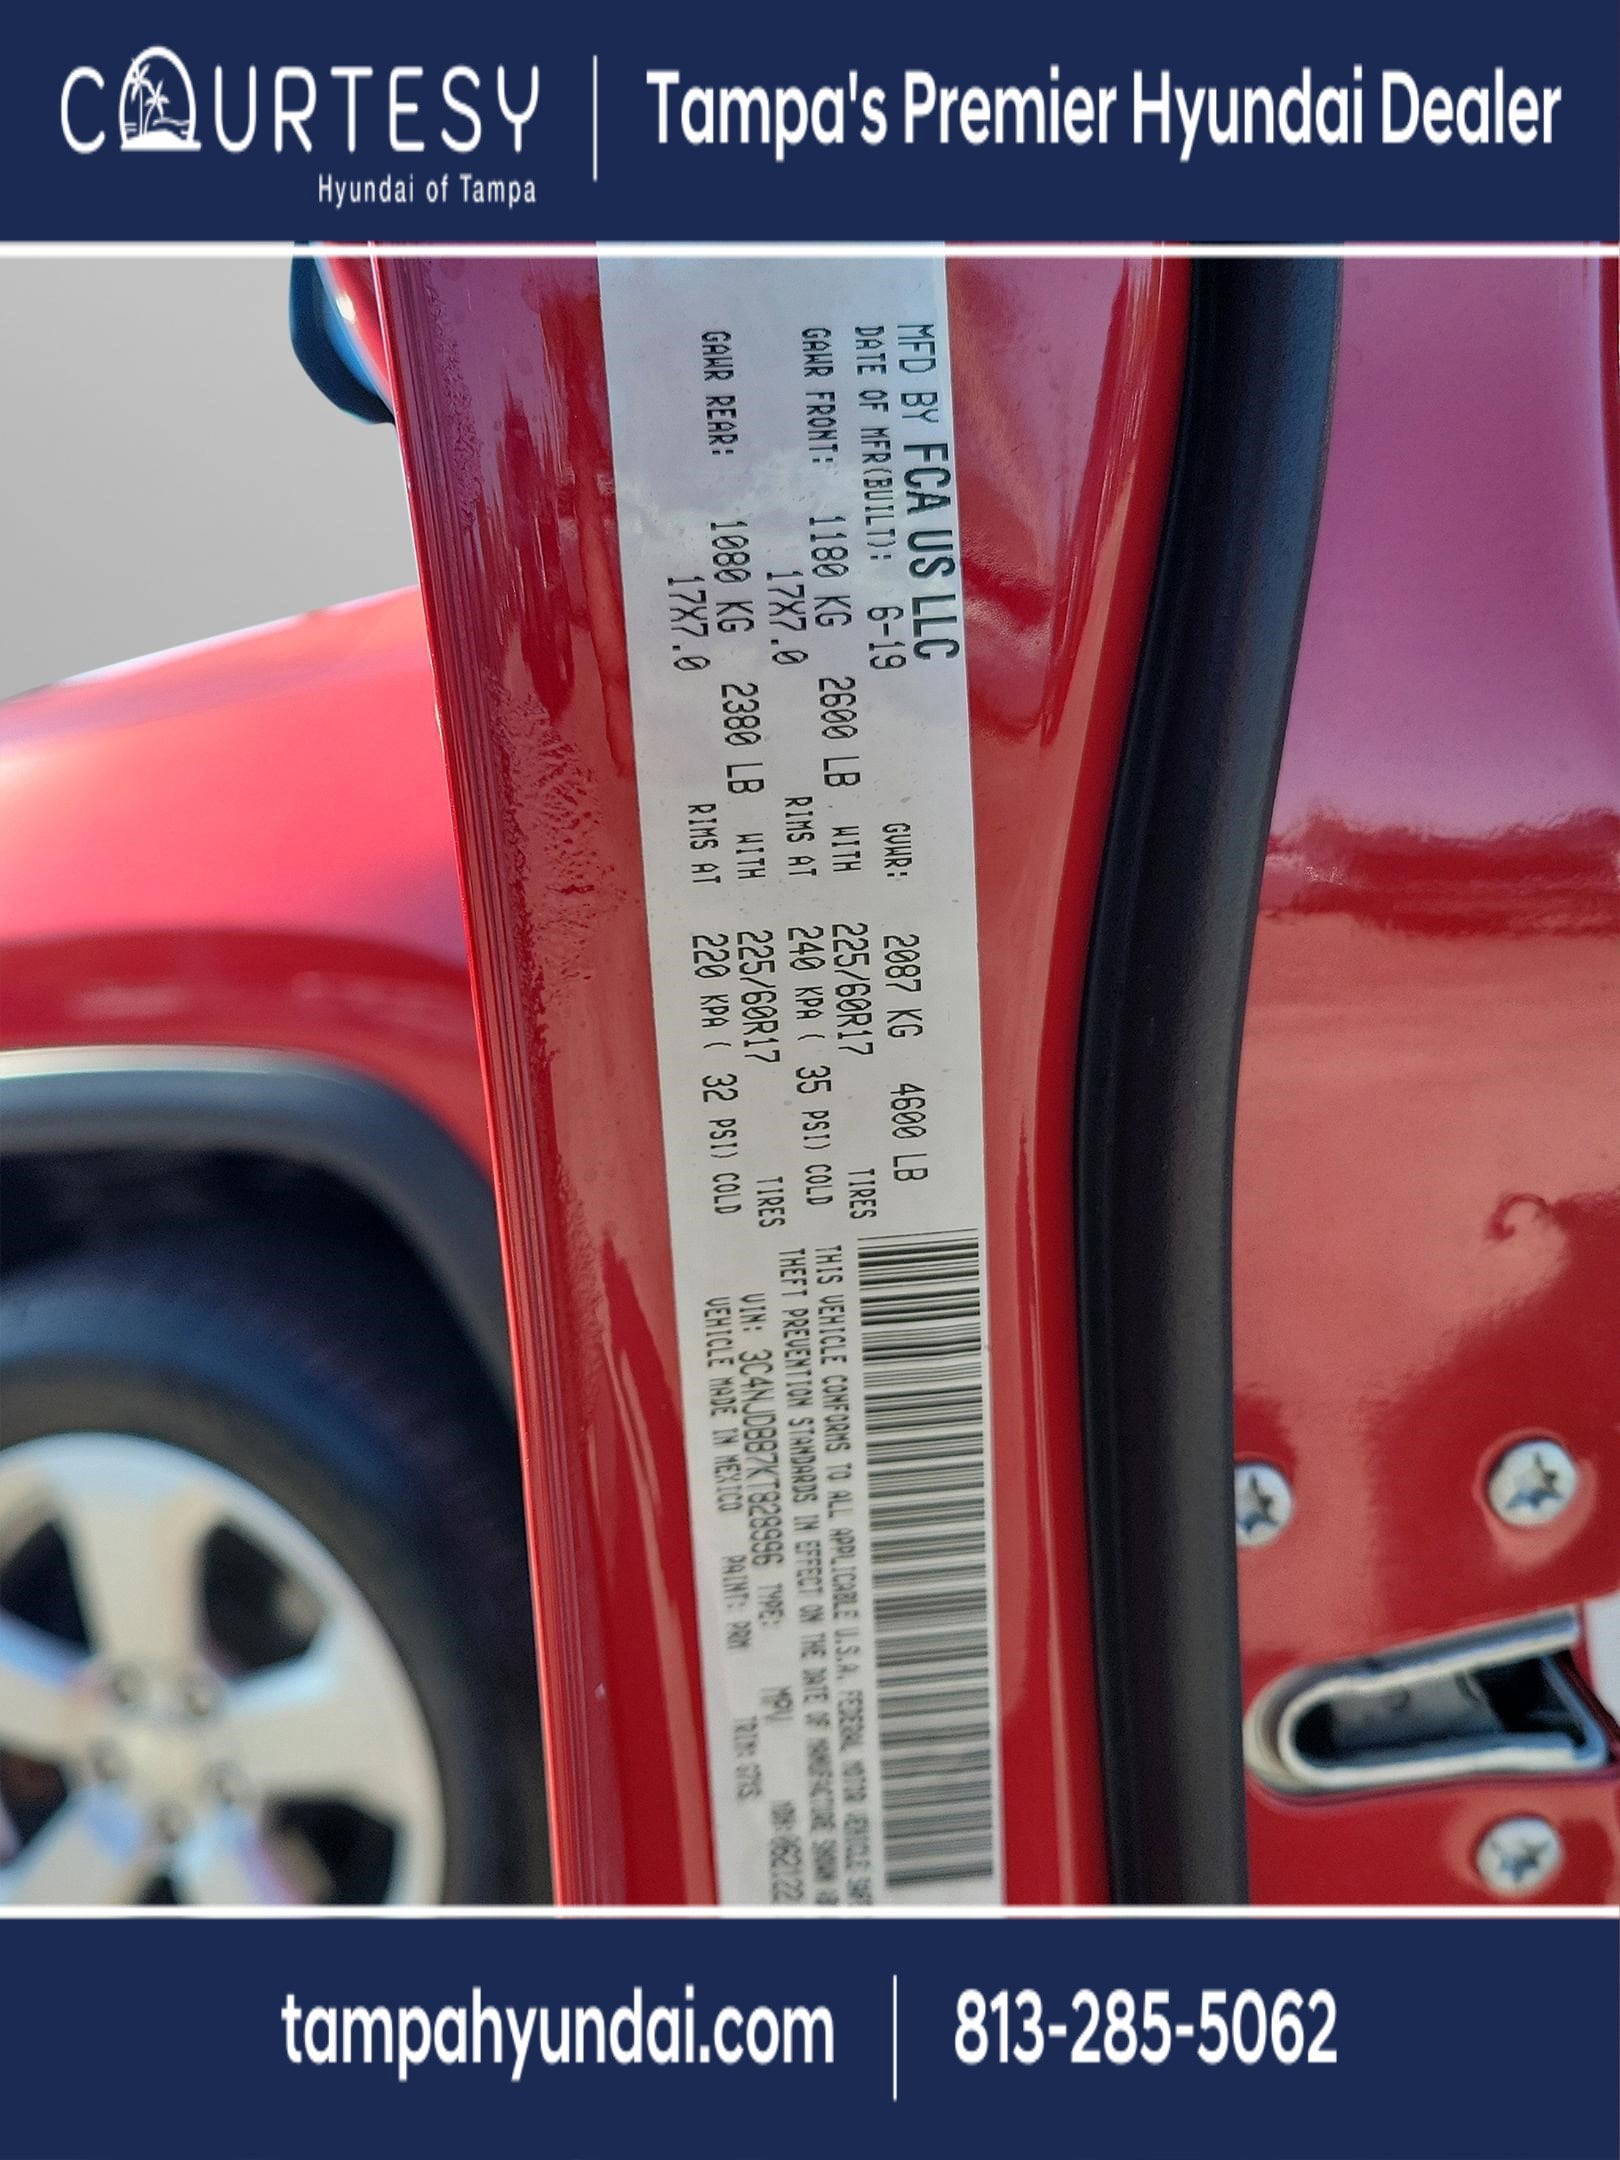 COURTESY
Hyundai of Tampa
Tampa's Premier Hyundai Dealer
MFD BY FCA US LLC
DATE OF MFR(BUILT): 6-19 GVWR: 2087 KG 4600 LB
GAWR FRONT: 1180 KG 2600 LB WITH 225/60R17 TIRES
17X7.0 RIMS AT 240 KPA ( 35 PSI) COLD
GAWR REAR: 1080 KG 2380 LB WITH 225/60R17 TIRES
17X7.0 RIMS AT 220 KPA ( 32 PSI) COLD
THIS VEHICLE CONFORMS TO ALL APPLICABLE U.S.A. FEDERAL MOTOR VEHICLE
THEFT PREVENTION STANDARDS IN EFFECT ON THE DATE OF MANUFACTURE SHOWN
VIN: 3C4NJDBB7KT828996 TYPE: MPV MDH:062122
VEHICLE MADE IN MEXICO PAINT: PRM TRIM:
tampahyundai.com
813-285-5062